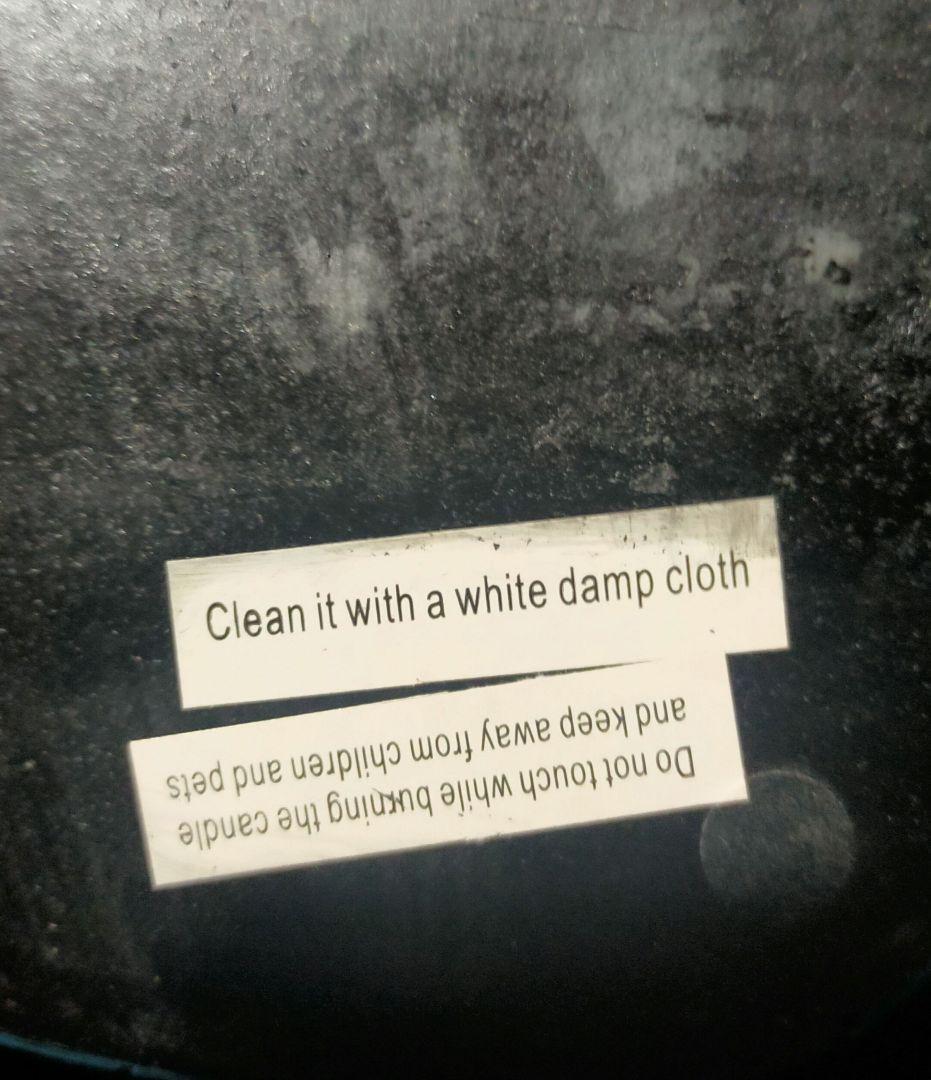 Clean it with a white damp cloth
Do not touch while burning the candle
and keep away from children and pets